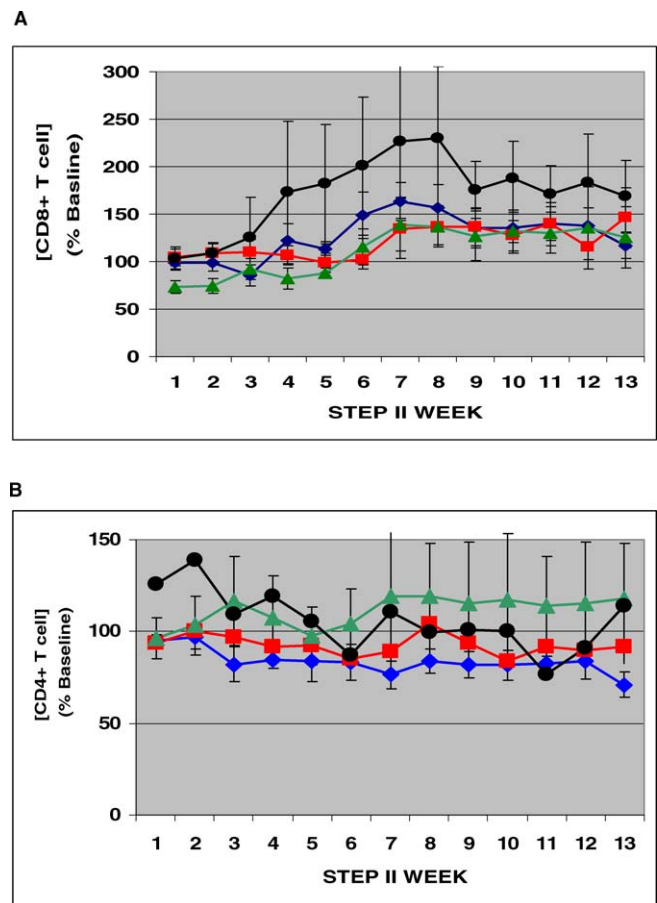 A
[CD8+ T cell]
(% Basline)
300
250
200
150
100
50
0
1 2 3 4 5 6 7 8 9 10 11 12 13
STEP II WEEK
B
[CD4+ T cell]
(% Baseline)
150
100
50
0
1 2 3 4 5 6 7 8 9 10 11 12 13
STEP II WEEK